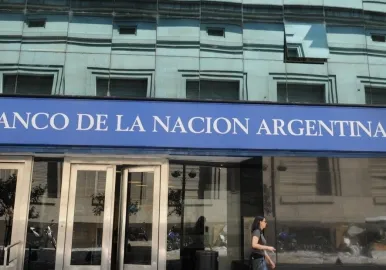 ANCO DE LA NACION ARGENTINA